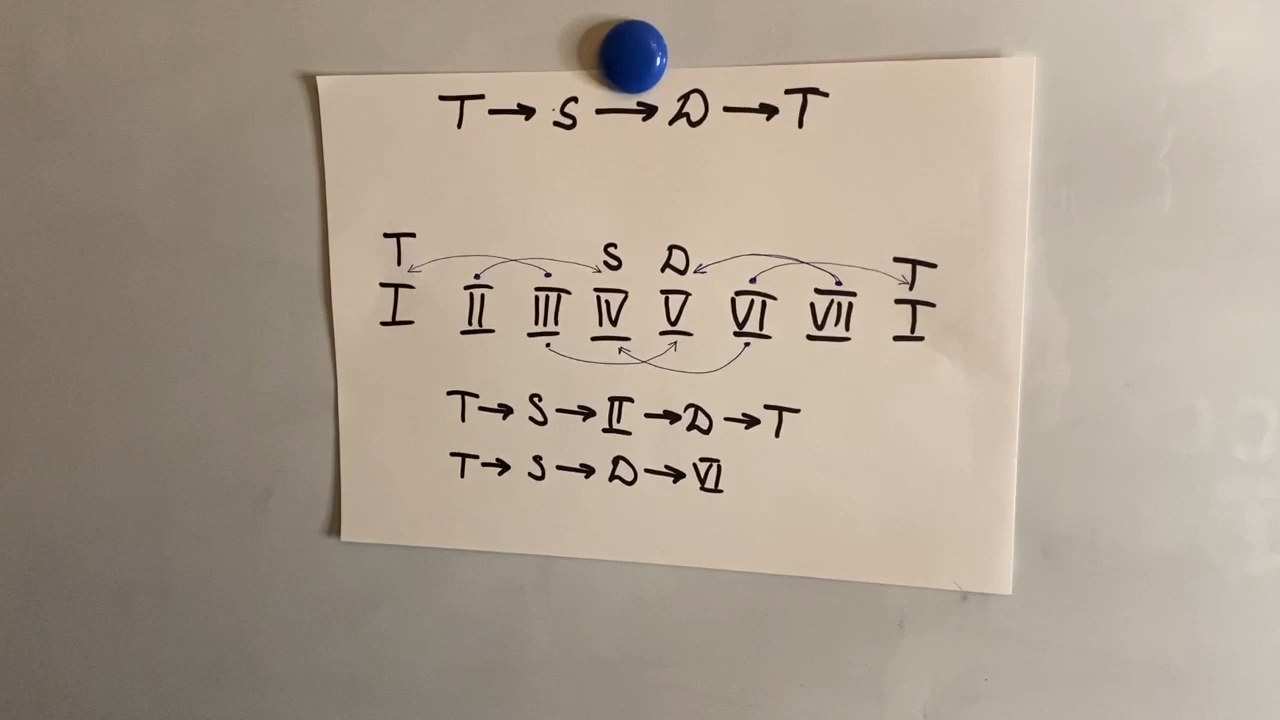 T → S → D → T
T S D T
I II III IV V VI VII I
T → S → II → D → T
T → S → D → VI